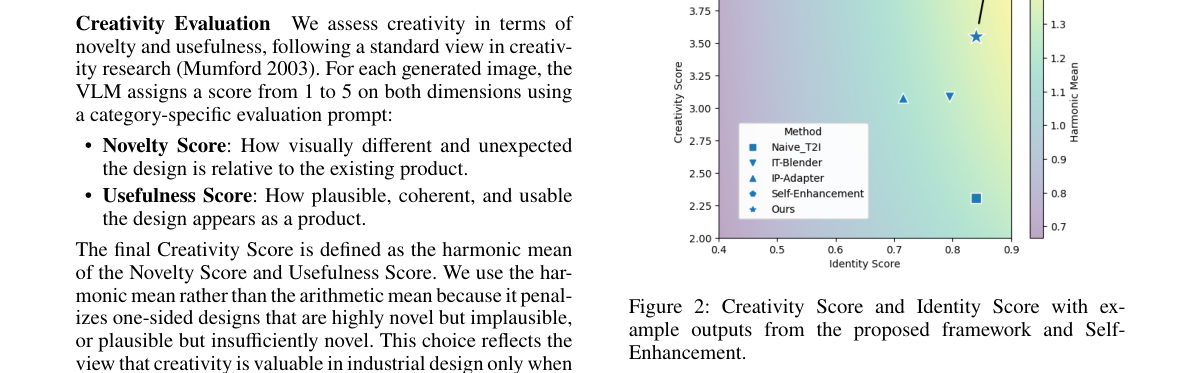 Creativity Evaluation We assess creativity in terms of
novelty and usefulness, following a standard view in creativ-
ity research (Mumford 2003). For each generated image, the
VLM assigns a score from 1 to 5 on both dimensions using
a category-specific evaluation prompt:
• Novelty Score: How visually different and unexpected
the design is relative to the existing product.
• Usefulness Score: How plausible, coherent, and usable
the design appears as a product.
The final Creativity Score is defined as the harmonic mean
of the Novelty Score and Usefulness Score. We use the har-
monic mean rather than the arithmetic mean because it penal-
izes one-sided designs that are highly novel but implausible,
or plausible but insufficiently novel. This choice reflects the
view that creativity is valuable in industrial design only when
3.75
3.50
3.25
3.00
2.75
2.50
2.25
2.00
Creativity Score
Method
Naive_T2I
IT-Blender
IP-Adapter
Self-Enhancement
Ours
0.4 0.5 0.6 0.7 0.8 0.9
Identity Score
1.3
1.2
1.1
1.0
0.9
0.8
0.7
Harmonic Mean
Figure 2: Creativity Score and Identity Score with ex-
ample outputs from the proposed framework and Self-
Enhancement.